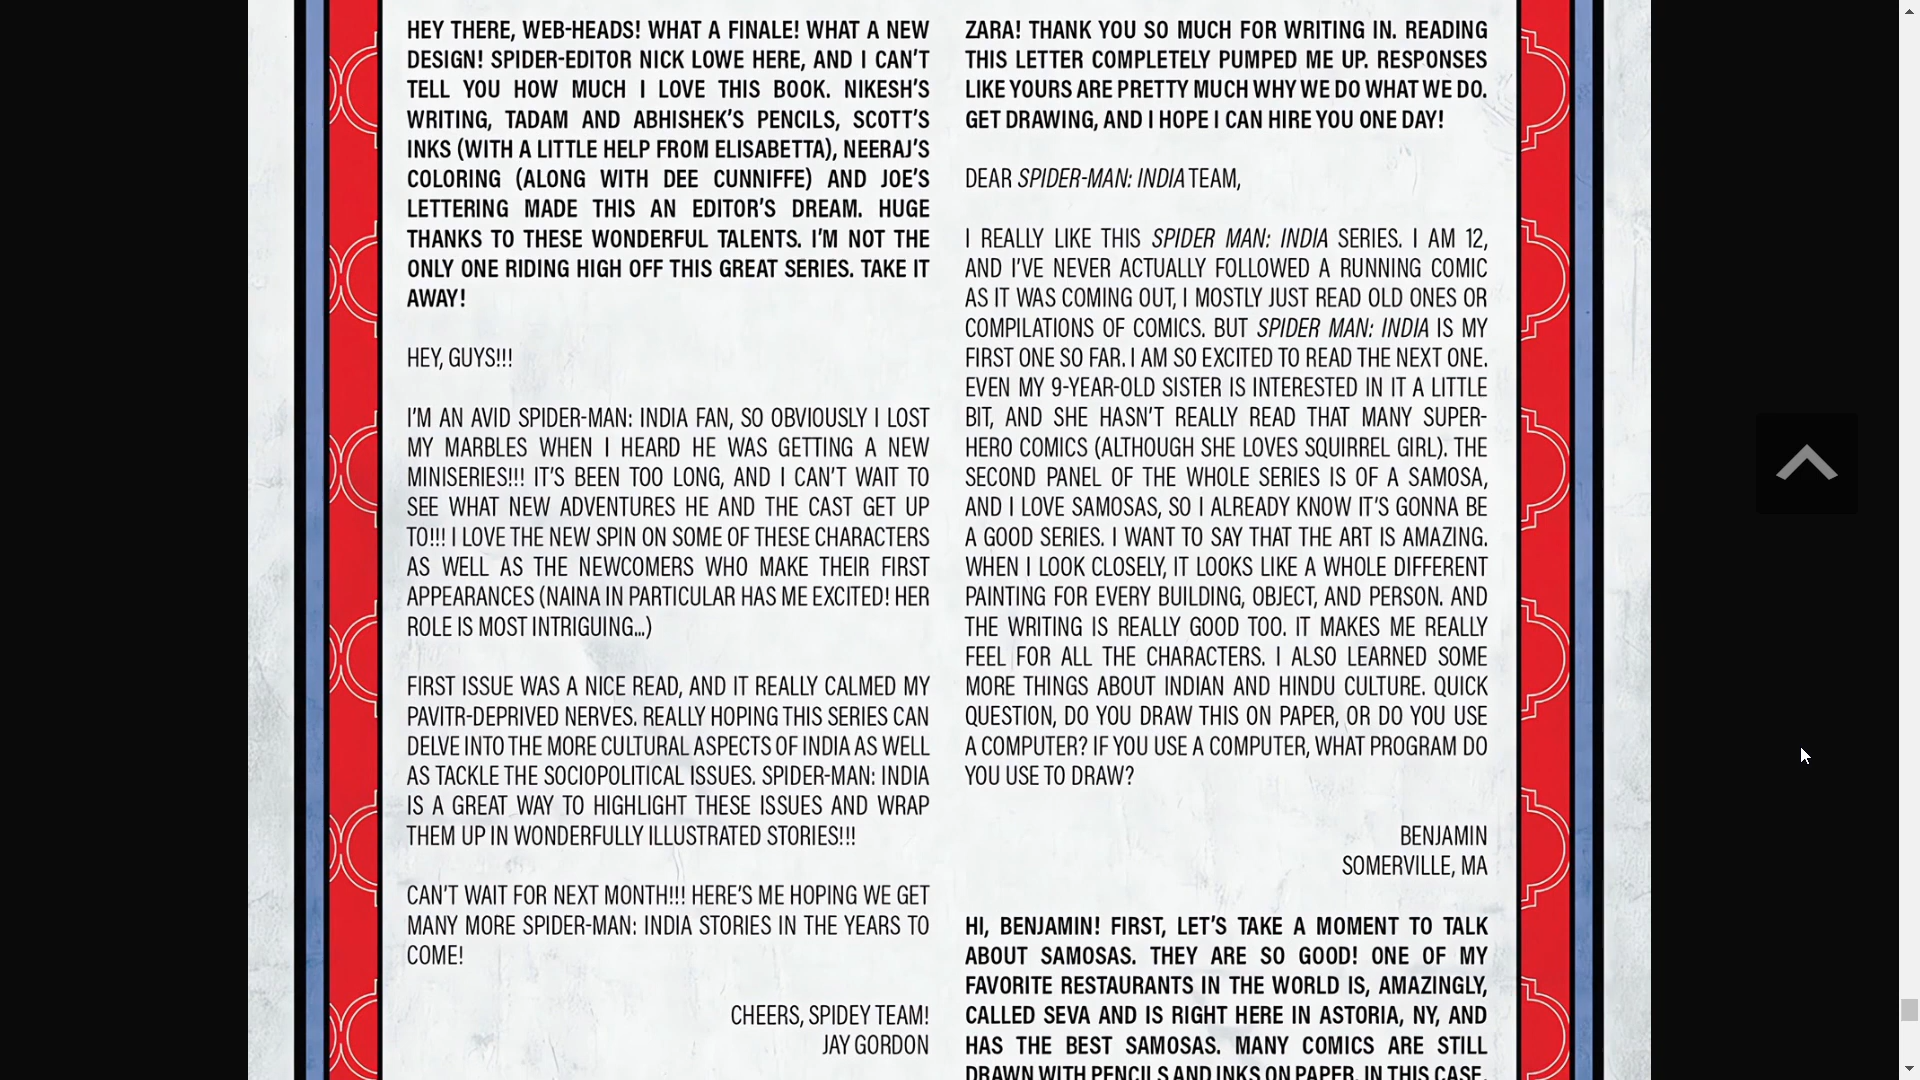 HEY THERE, WEB-HEADS! WHAT A FINALE! WHAT A NEW
DESIGN! SPIDER-EDITOR NICK LOWE HERE, AND I CAN'T
TELL YOU HOW MUCH I LOVE THIS BOOK. NIKESH'S
WRITING, TADAM AND ABHISHEK'S PENCILS, SCOTT'S
INKS (WITH A LITTLE HELP FROM ELISABETTA), NEERAJ'S
COLORING (ALONG WITH DEE CUNNIFFE) AND JOE'S
LETTERING MADE THIS AN EDITOR'S DREAM. HUGE
THANKS TO THESE WONDERFUL TALENTS. I'M NOT THE
ONLY ONE RIDING HIGH OFF THIS GREAT SERIES. TAKE IT
AWAY!
HEY, GUYS!!!
I'M AN AVID SPIDER-MAN: INDIA FAN, SO OBVIOUSLY I LOST
MY MARBLES WHEN I HEARD HE WAS GETTING A NEW
MINISERIES!!! IT'S BEEN TOO LONG, AND I CAN'T WAIT TO
SEE WHAT NEW ADVENTURES HE AND THE CAST GET UP
TO!!! I LOVE THE NEW SPIN ON SOME OF THESE CHARACTERS
AS WELL AS THE NEWCOMERS WHO MAKE THEIR FIRST
APPEARANCES (NAINA IN PARTICULAR HAS ME EXCITED! HER
ROLE IS MOST INTRIGUING...)
FIRST ISSUE WAS A NICE READ, AND IT REALLY CALMED MY
PAVITR-DEPRIVED NERVES. REALLY HOPING THIS SERIES CAN
DELVE INTO THE MORE CULTURAL ASPECTS OF INDIA AS WELL
AS TACKLE THE SOCIOPOLITICAL ISSUES. SPIDER-MAN: INDIA
IS A GREAT WAY TO HIGHLIGHT THESE ISSUES AND WRAP
THEM UP IN WONDERFULLY ILLUSTRATED STORIES!!!
CAN'T WAIT FOR NEXT MONTH!!! HERE'S ME HOPING WE GET
MANY MORE SPIDER-MAN: INDIA STORIES IN THE YEARS TO
COME!
CHEERS, SPIDEY TEAM!
JAY GORDON
ZARA! THANK YOU SO MUCH FOR WRITING IN. READING
THIS LETTER COMPLETELY PUMPED ME UP. RESPONSES
LIKE YOURS ARE PRETTY MUCH WHY WE DO WHAT WE DO.
GET DRAWING, AND I HOPE I CAN HIRE YOU ONE DAY!
DEAR SPIDER-MAN: INDIA TEAM,
I REALLY LIKE THIS SPIDER MAN: INDIA SERIES. I AM 12,
AND I'VE NEVER ACTUALLY FOLLOWED A RUNNING COMIC
AS IT WAS COMING OUT, I MOSTLY JUST READ OLD ONES OR
COMPILATIONS OF COMICS. BUT SPIDER MAN: INDIA IS MY
FIRST ONE SO FAR. I AM SO EXCITED TO READ THE NEXT ONE.
EVEN MY 9-YEAR-OLD SISTER IS INTERESTED IN IT A LITTLE
BIT, AND SHE HASN'T REALLY READ THAT MANY SUPER-
HERO COMICS (ALTHOUGH SHE LOVES SQUIRREL GIRL). THE
SECOND PANEL OF THE WHOLE SERIES IS OF A SAMOSA,
AND I LOVE SAMOSAS, SO I ALREADY KNOW IT'S GONNA BE
A GOOD SERIES. I WANT TO SAY THAT THE ART IS AMAZING.
WHEN I LOOK CLOSELY, IT LOOKS LIKE A WHOLE DIFFERENT
PAINTING FOR EVERY BUILDING, OBJECT, AND PERSON. AND
THE WRITING IS REALLY GOOD TOO. IT MAKES ME REALLY
FEEL FOR ALL THE CHARACTERS. I ALSO LEARNED SOME
MORE THINGS ABOUT INDIAN AND HINDU CULTURE. QUICK
QUESTION, DO YOU DRAW THIS ON PAPER, OR DO YOU USE
A COMPUTER? IF YOU USE A COMPUTER, WHAT PROGRAM DO
YOU USE TO DRAW?
BENJAMIN
SOMERVILLE, MA
HI, BENJAMIN! FIRST, LET'S TAKE A MOMENT TO TALK
ABOUT SAMOSAS. THEY ARE SO GOOD! ONE OF MY
FAVORITE RESTAURANTS IN THE WORLD IS, AMAZINGLY,
CALLED SEVA AND IS RIGHT HERE IN ASTORIA, NY, AND
HAS THE BEST SAMOSAS. MANY COMICS ARE STILL
DRAWN WITH PENCILS AND INKS ON PAPER. IN THIS CASE,